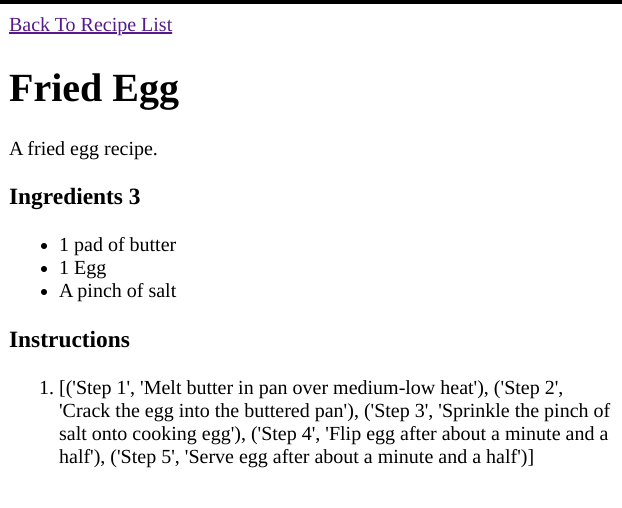 Back To Recipe List
Fried Egg
A fried egg recipe.
Ingredients 3
• 1 pad of butter
• 1 Egg
• A pinch of salt
Instructions
1. [('Step 1', 'Melt butter in pan over medium-low heat'), ('Step 2',
'Crack the egg into the buttered pan'), ('Step 3', 'Sprinkle the pinch of
salt onto cooking egg'), ('Step 4', 'Flip egg after about a minute and a
half'), ('Step 5', 'Serve egg after about a minute and a half')]